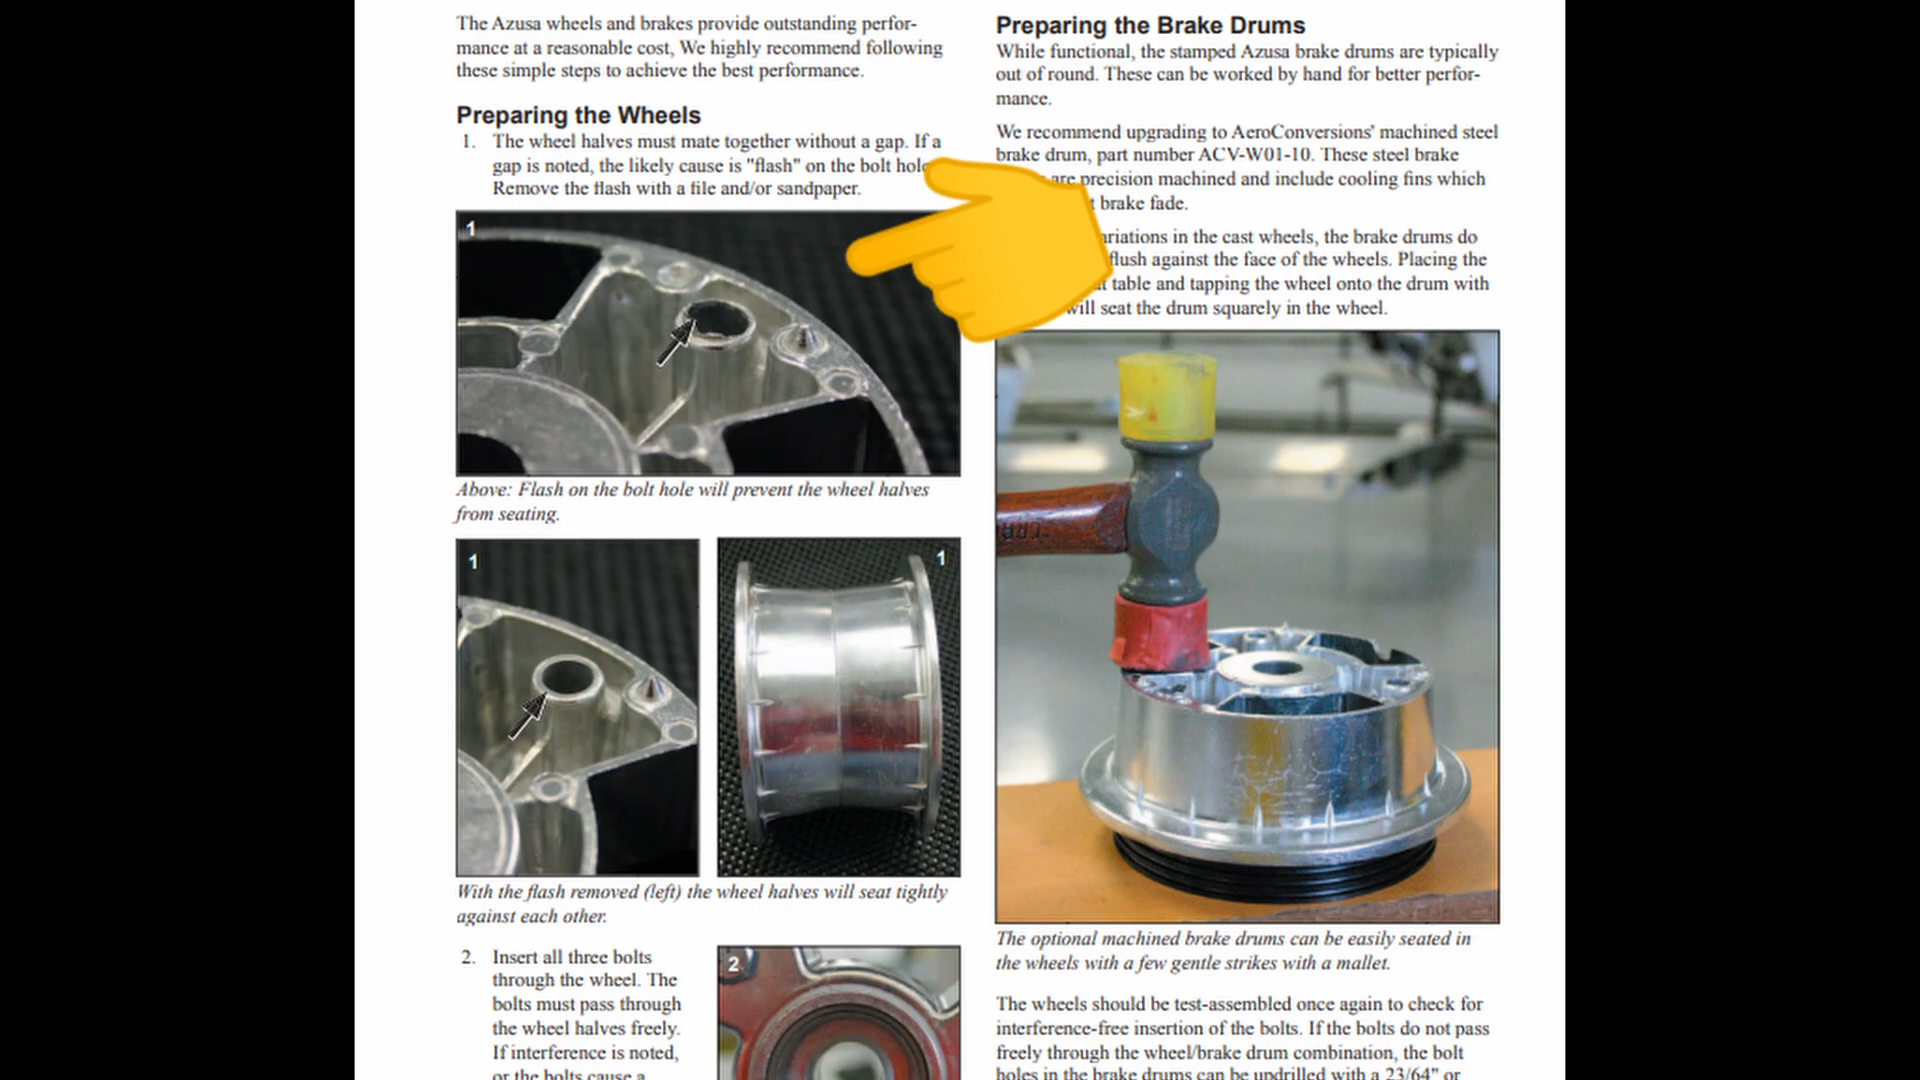 The Azusa wheels and brakes provide outstanding perfor-
mance at a reasonable cost, We highly recommend following
these simple steps to achieve the best performance.
Preparing the Wheels
1. The wheel halves must mate together without a gap. If a
gap is noted, the likely cause is "flash" on the bolt
Remove the flash with a file and/or sandpaper.
1
Above: Flash on the bolt hole will prevent the wheel halves
from seating.
1
1
With the flash removed (left) the wheel halves will seat tightly
against each other.
2. Insert all three bolts
through the wheel. The
bolts must pass through
the wheel halves freely.
If interference is noted,
or the bolts cause a
2
Preparing the Brake Drums
While functional, the stamped Azusa brake drums are typically
out of round. These can be worked by hand for better perfor-
mance.
We recommend upgrading to AeroConversions' machined steel
brake drum, part number ACV-W01-10. These steel brake
are precision machined and include cooling fins which
brake fade.
in the cast wheels, the brake drums do
flush against the face of the wheels. Placing the
table and tapping the wheel onto the drum with
will seat the drum squarely in the wheel.
The optional machined brake drums can be easily seated in
the wheels with a few gentle strikes with a mallet.
The wheels should be test-assembled once again to check for
interference-free insertion of the bolts. If the bolts do not pass
freely through the wheel/brake drum combination, the bolt
holes in the brake drums can be updrilled with a 23/64" or